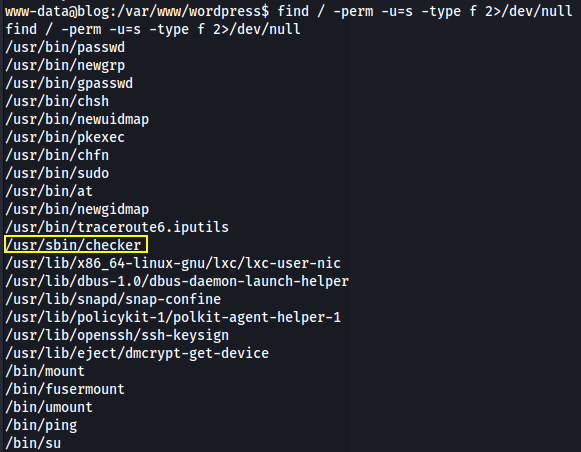 www-data@blog:/var/www/wordpress$ find / -perm -u=s -type f 2>/dev/null
find / -perm -u=s -type f 2>/dev/null
/usr/bin/passwd
/usr/bin/newgrp
/usr/bin/gpasswd
/usr/bin/chsh
/usr/bin/newuidmap
/usr/bin/pkexec
/usr/bin/chfn
/usr/bin/sudo
/usr/bin/at
/usr/bin/newgidmap
/usr/bin/traceroute6.iputils
/usr/sbin/checker
/usr/lib/x86_64-linux-gnu/lxc/lxc-user-nic
/usr/lib/dbus-1.0/dbus-daemon-launch-helper
/usr/lib/snapd/snap-confine
/usr/lib/policykit-1/polkit-agent-helper-1
/usr/lib/openssh/ssh-keysign
/usr/lib/eject/dmcrypt-get-device
/bin/mount
/bin/fusermount
/bin/umount
/bin/ping
/bin/su